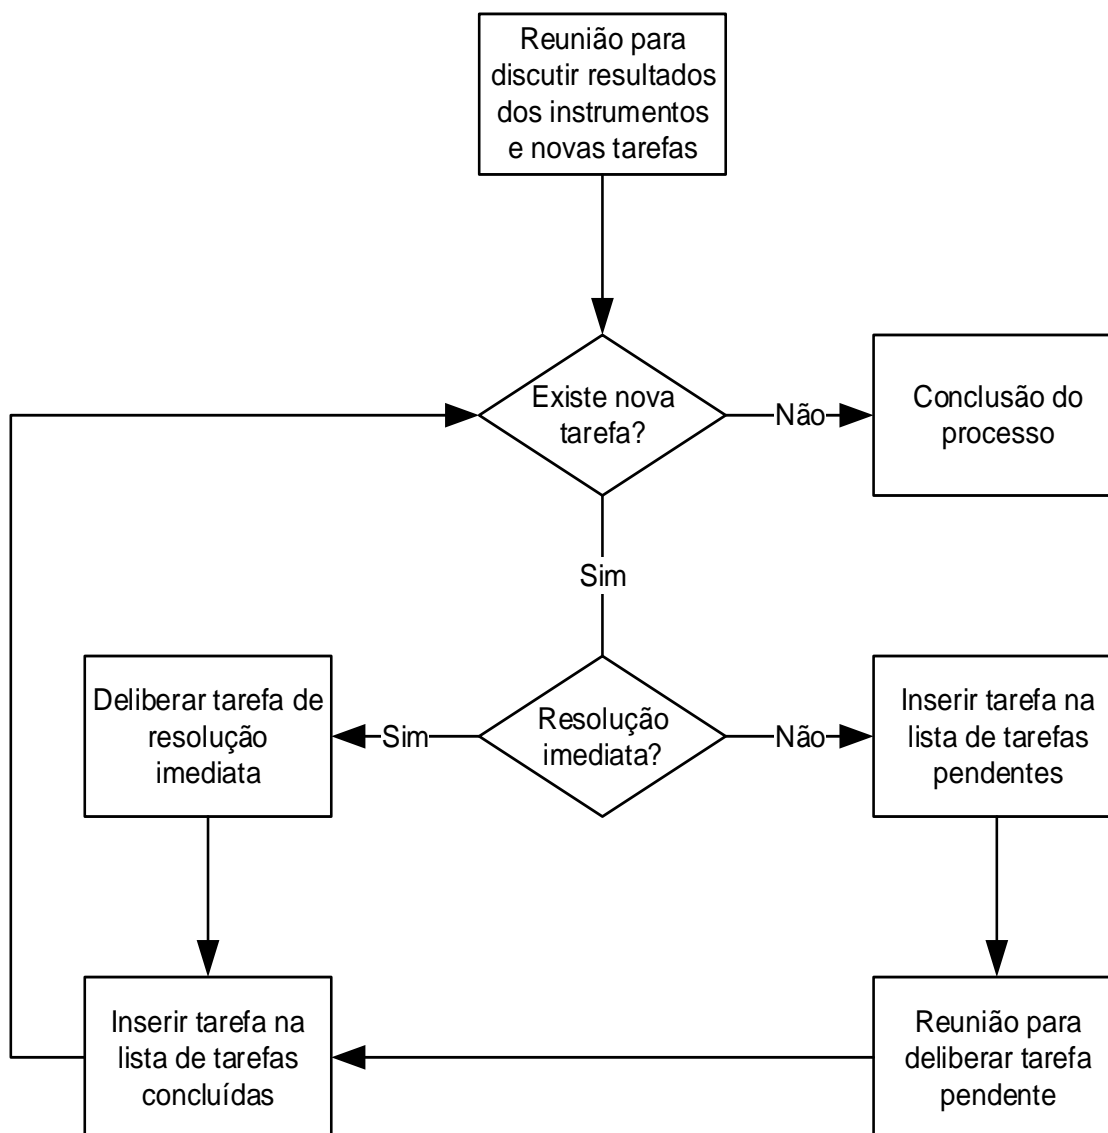 Reunião para
discutir resultados
dos instrumentos
e novas tarefas
Existe nova
tarefa?
Não
Conclusão do
processo
Sim
Deliberar tarefa de
resolução
imediata
Sim
Resolução
imediata?
Não
Inserir tarefa na
lista de tarefas
pendentes
Inserir tarefa na
lista de tarefas
concluídas
Reunião para
deliberar tarefa
pendente